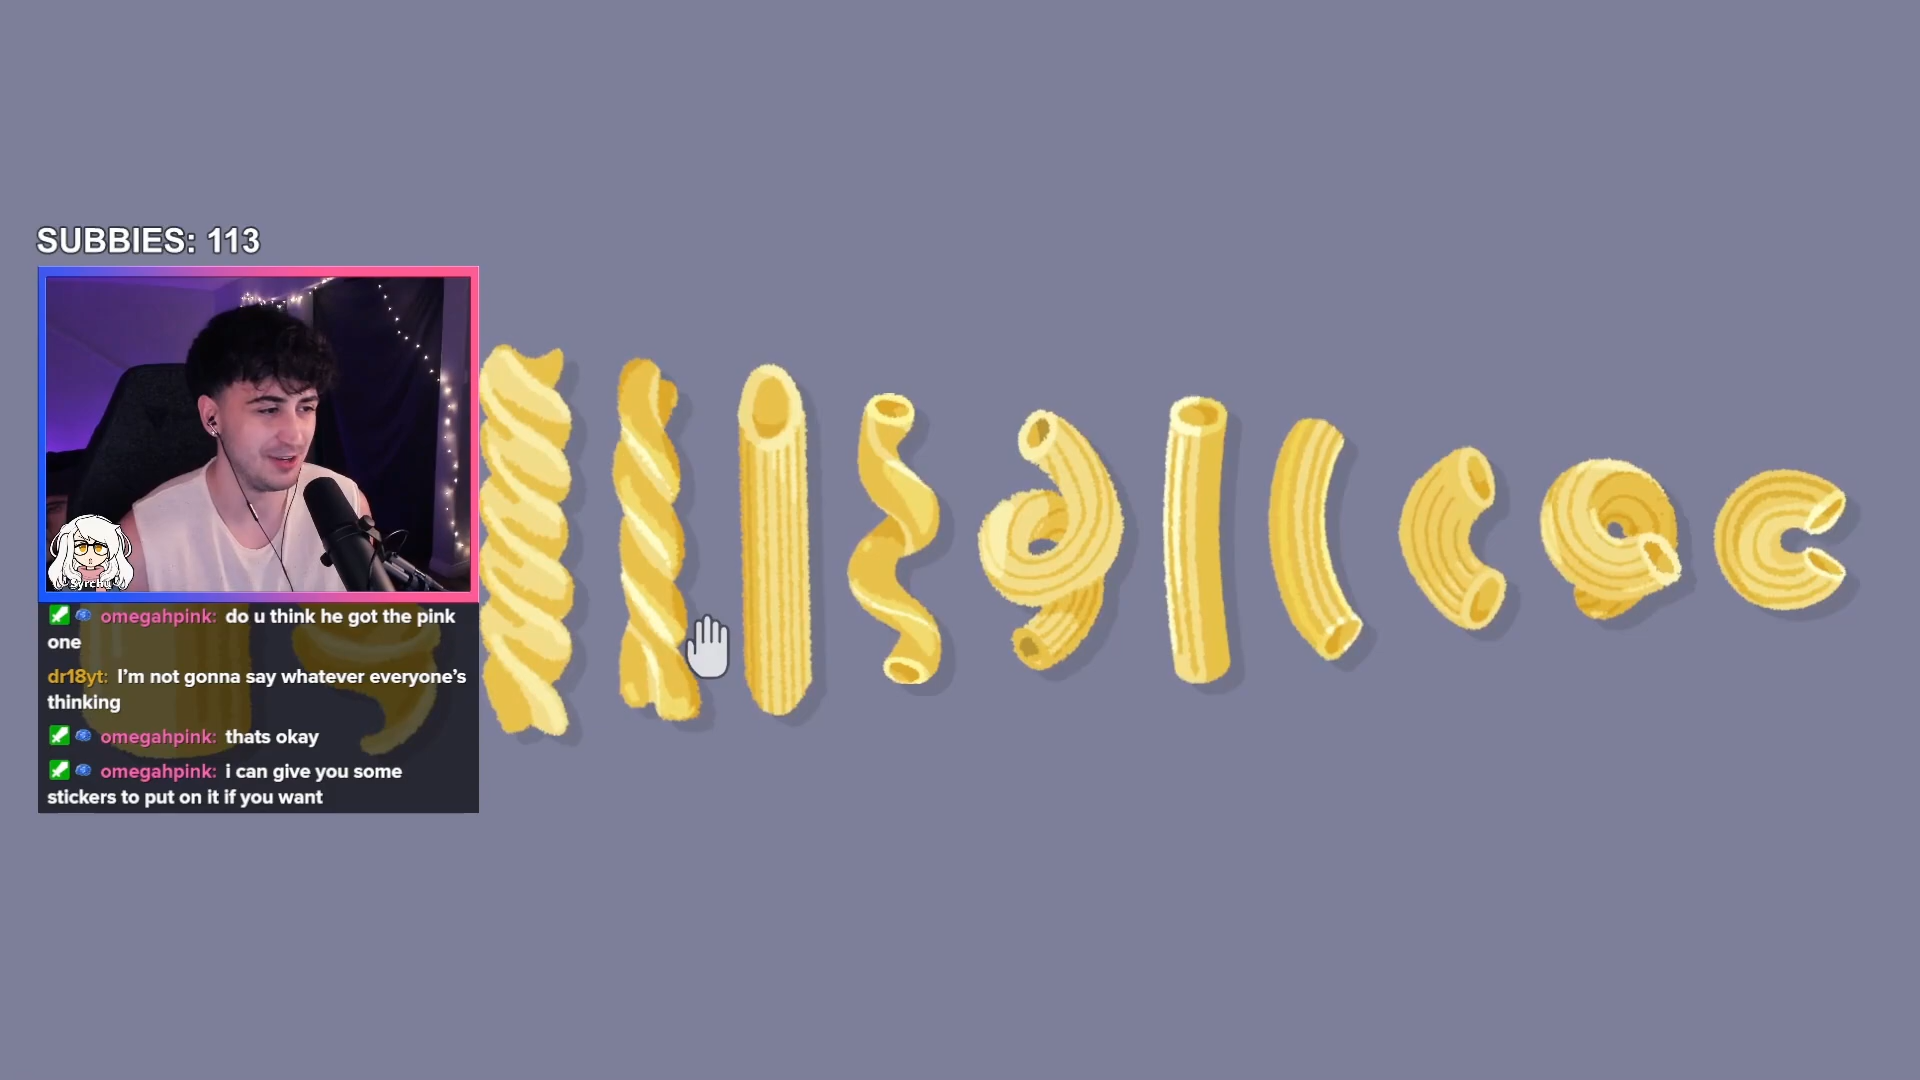 SUBBIES: 113
Syrchu
omegahpink: do u think he got the pink
one
dr18yt: I'm not gonna say whatever everyone's
thinking
omegahpink: thats okay
omegahpink: i can give you some
stickers to put on it if you want